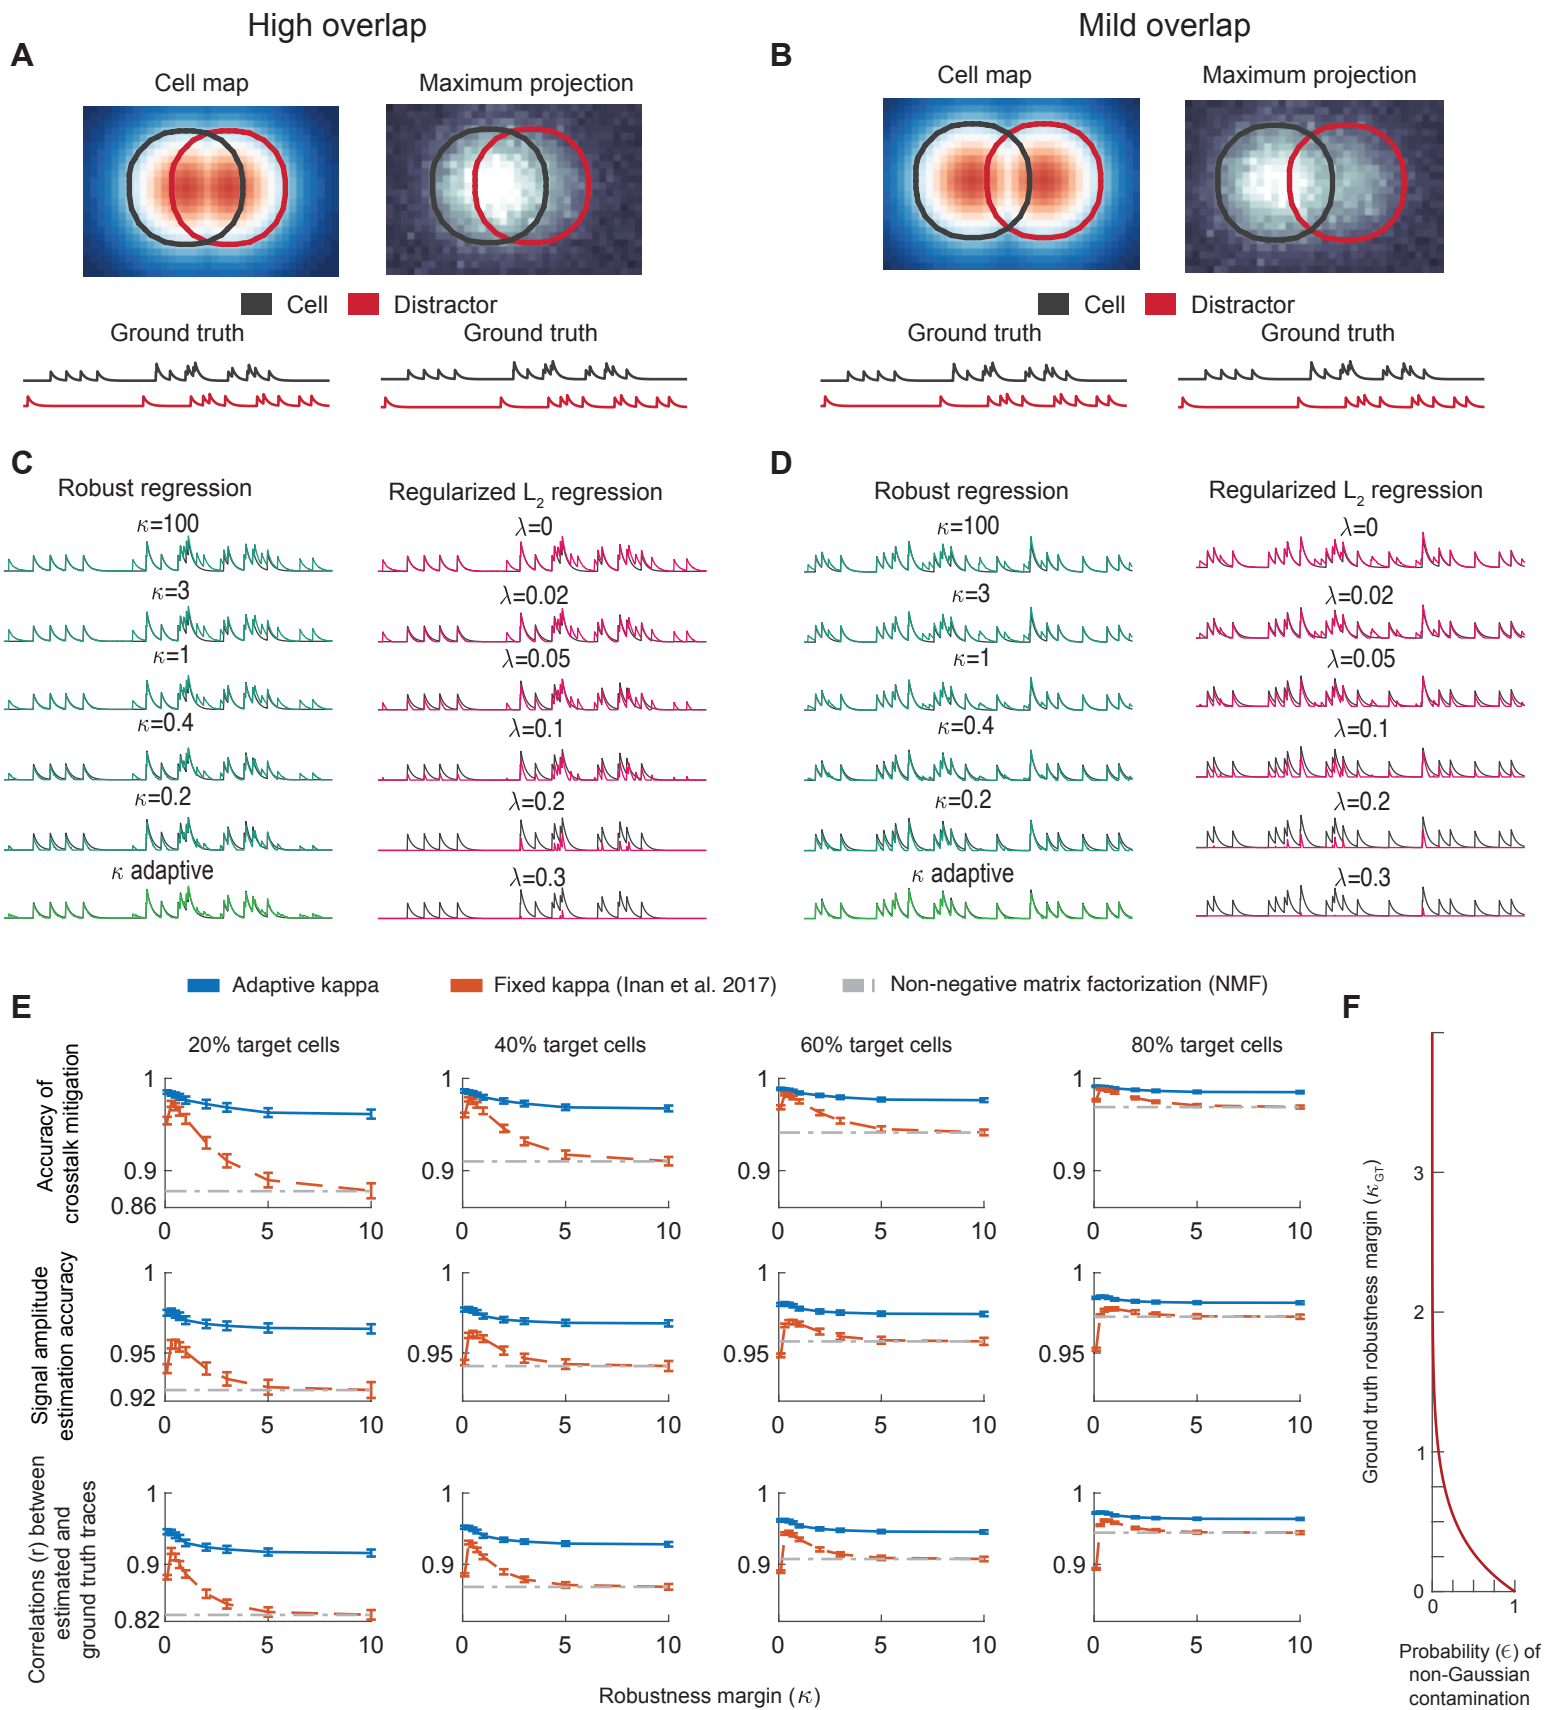 High overlap
Mild overlap
A
Cell map
Maximum projection
Cell
Distractor
Ground truth
Ground truth
B
Cell map
Maximum projection
Cell
Distractor
Ground truth
Ground truth
C
Robust regression
κ=100
κ=3
κ=1
κ=0.4
κ=0.2
κ adaptive
Regularized L2 regression
λ=0
λ=0.02
λ=0.05
λ=0.1
λ=0.2
λ=0.3
D
Robust regression
κ=100
κ=3
κ=1
κ=0.4
κ=0.2
κ adaptive
Regularized L2 regression
λ=0
λ=0.02
λ=0.05
λ=0.1
λ=0.2
λ=0.3
Adaptive kappa
Fixed kappa (Inan et al. 2017)
Non-negative matrix factorization (NMF)
E
20% target cells
40% target cells
60% target cells
80% target cells
Accuracy of
crosstalk mitigation
1
0.9
0.86
0 5 10
1
0.9
0 5 10
1
0.9
0 5 10
1
0.9
0 5 10
Signal amplitude
estimation accuracy
1
0.95
0.92
0 5 10
1
0.95
0 5 10
1
0.95
0 5 10
1
0.95
0 5 10
Correlations (r) between
estimated and
ground truth traces
1
0.9
0.82
0 5 10
1
0.9
0 5 10
1
0.9
0 5 10
1
0.9
0 5 10
Robustness margin (κ)
F
Ground truth robustness margin (κGT)
3
2
1
0
0 1
Probability (ϵ) of
non-Gaussian
contamination